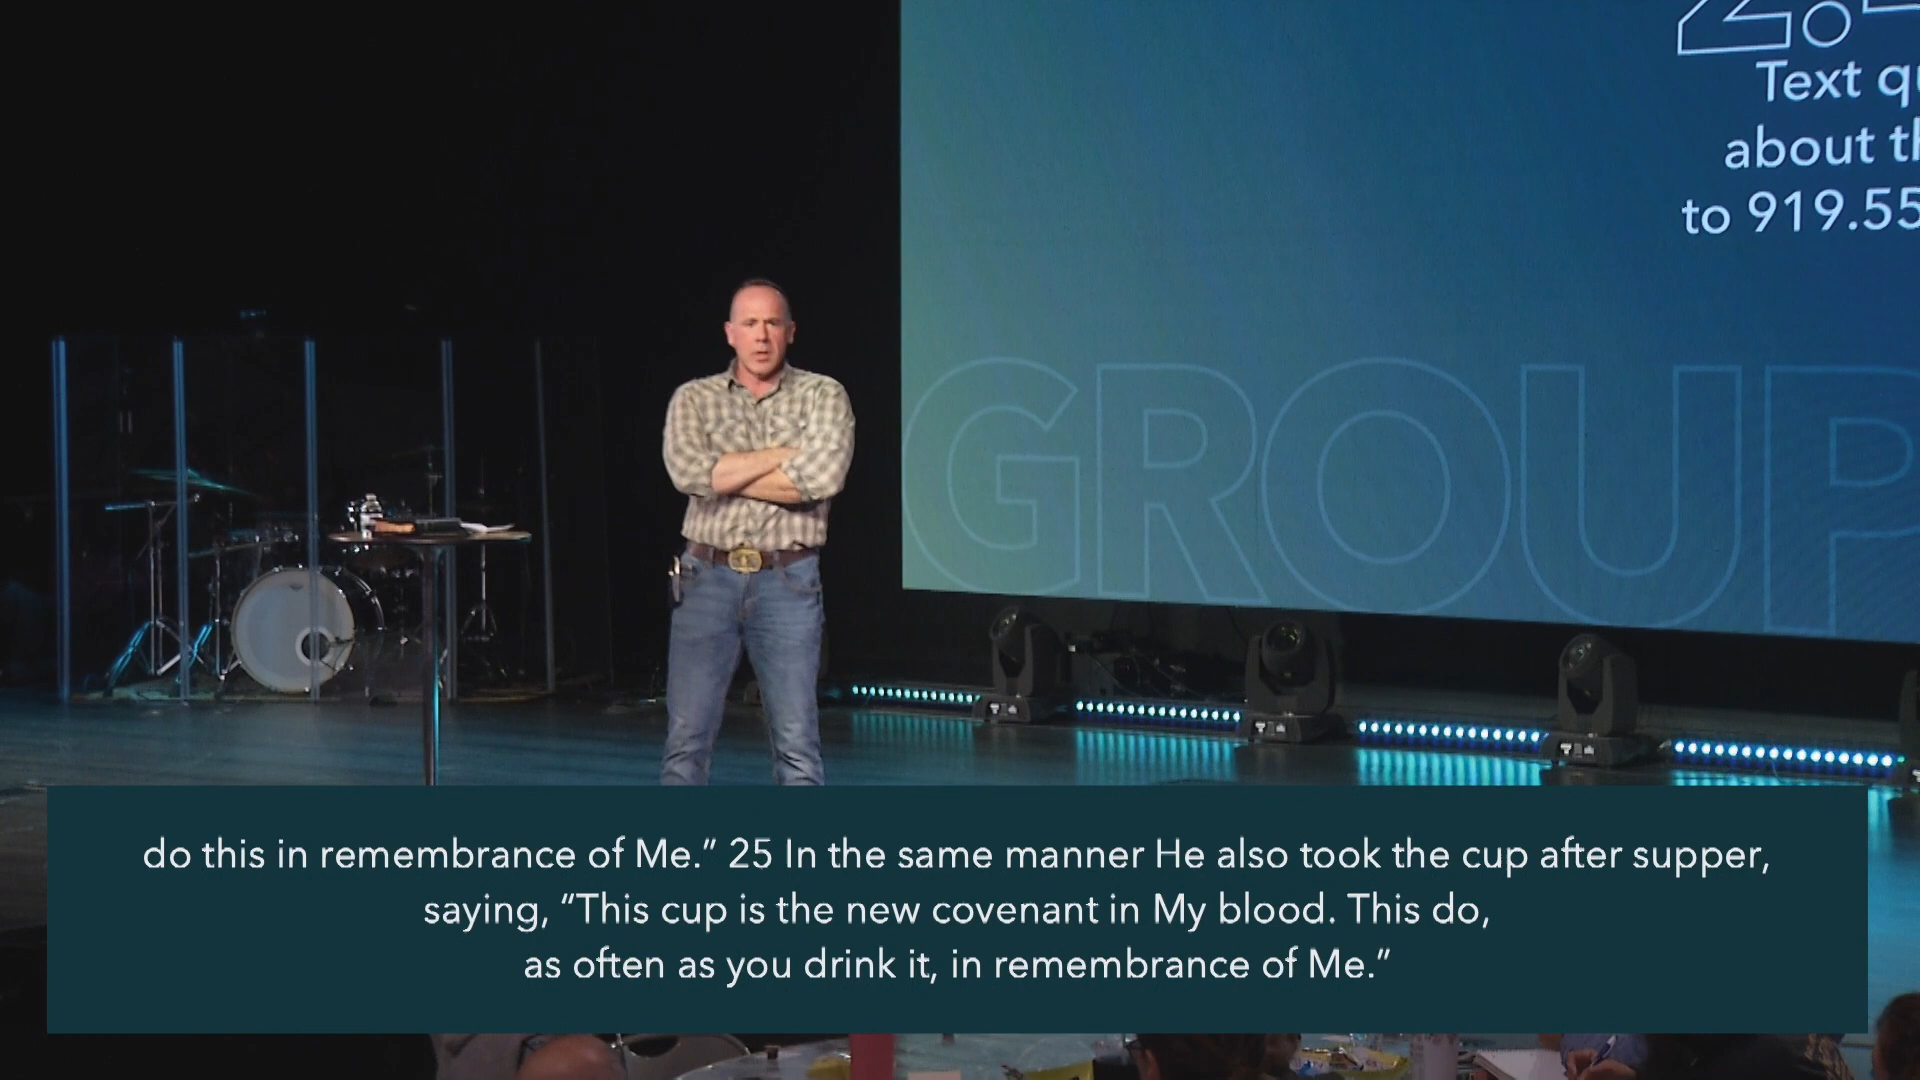 Text
about
to 919.55
GROUP
do this in remembrance of Me.” 25 In the same manner He also took the cup after supper,
saying, “This cup is the new covenant in My blood. This do,
as often as you drink it, in remembrance of Me.”